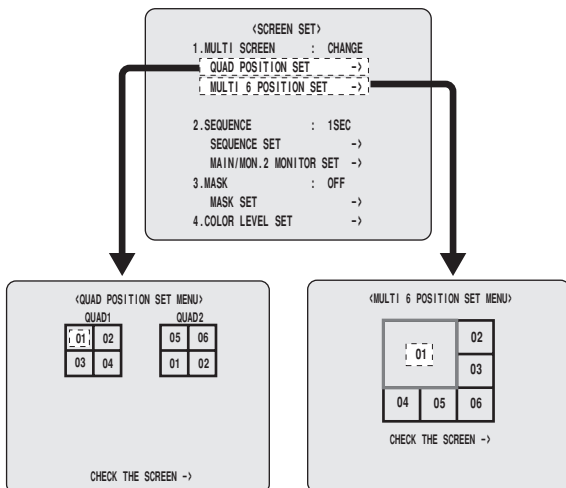 <SCREEN SET>
1.MULTI SCREEN : CHANGE
QUAD POSITION SET ->
MULTI 6 POSITION SET ->
2.SEQUENCE : 1SEC
SEQUENCE SET ->
MAIN/MON.2 MONITOR SET ->
3.MASK : OFF
MASK SET ->
4.COLOR LEVEL SET ->
<QUAD POSITION SET MENU>
QUAD1 QUAD2
01 02 05 06
03 04 01 02
CHECK THE SCREEN ->
<MULTI 6 POSITION SET MENU>
01 02
03
04 05 06
CHECK THE SCREEN ->